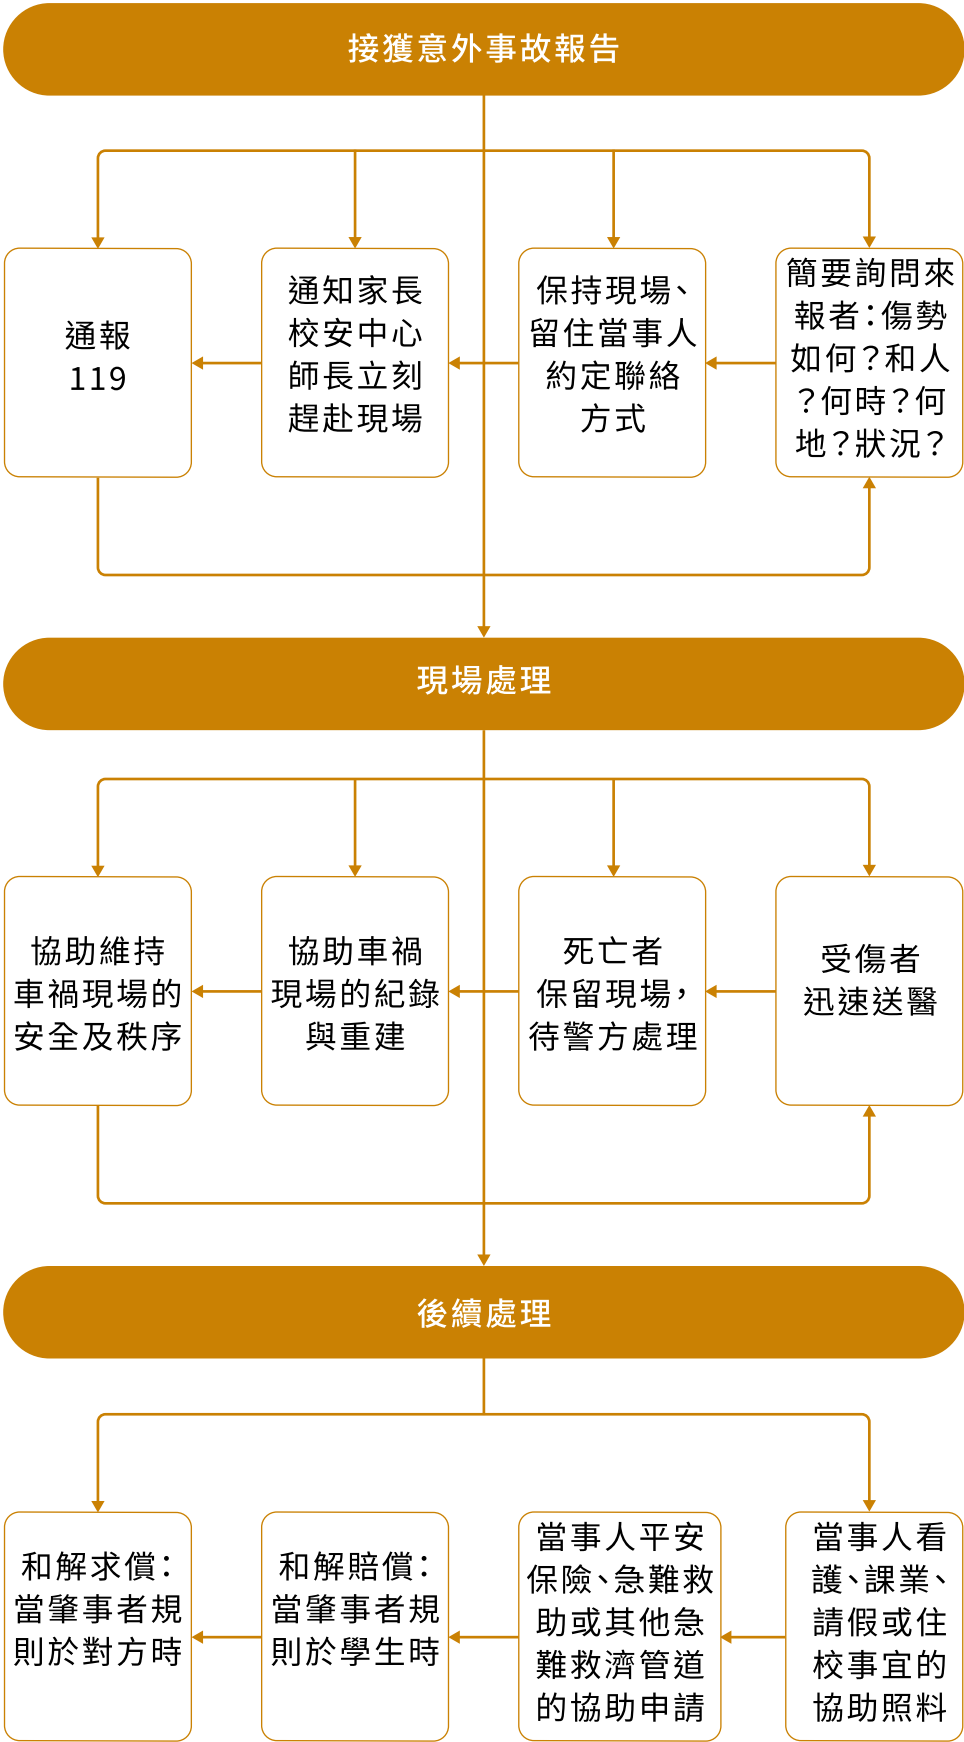 接獲意外事故報告
通報
119
通知家長
校安中心
師長立刻
趕赴現場
保持現場、
留住當事人
約定聯絡
方式
簡要詢問來
報者：傷勢
如何？和人
？何時？何
地？狀況？
現場處理
協助維持
車禍現場的
安全及秩序
協助車禍
現場的紀錄
與重建
死亡者
保留現場，
待警方處理
受傷者
迅速送醫
後續處理
和解求償：
當肇事者規
則於對方時
和解賠償：
當肇事者規
則於學生時
當事人平安
保險、急難救
助或其他急
難救濟管道
的協助申請
當事人看
護、課業、
請假或住
校事宜的
協助照料